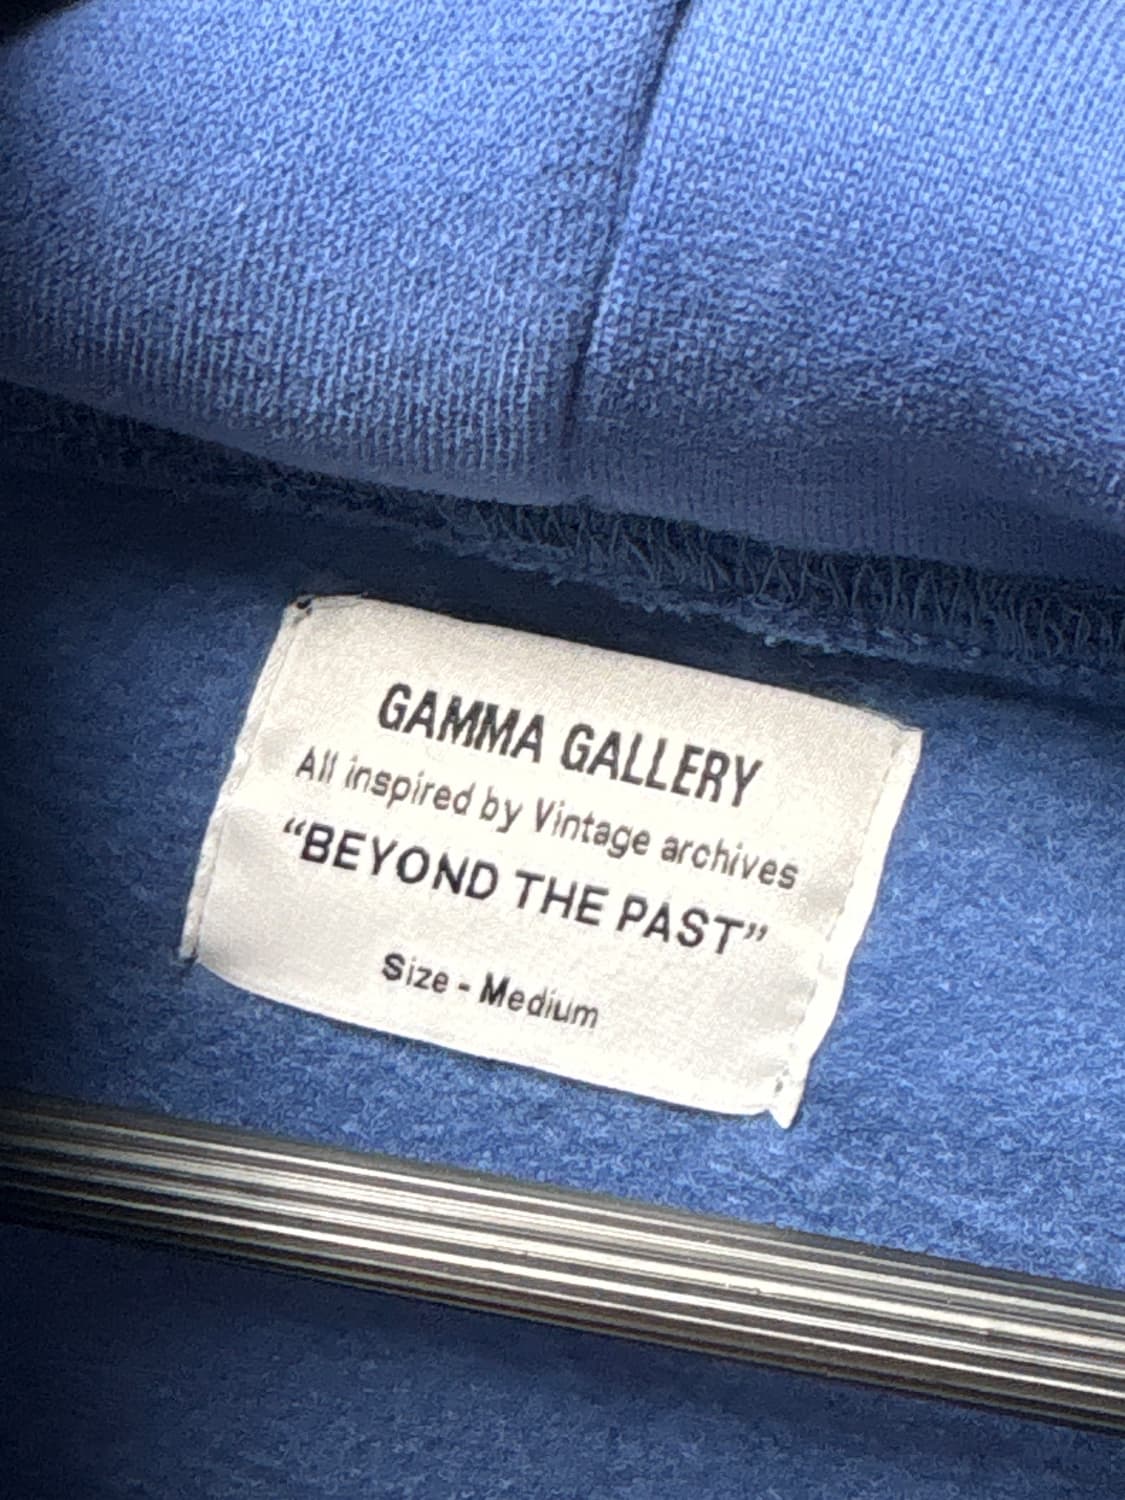 GAMMA GALLERY
All inspired by Vintage archives
“BEYOND THE PAST”
Size - Medium